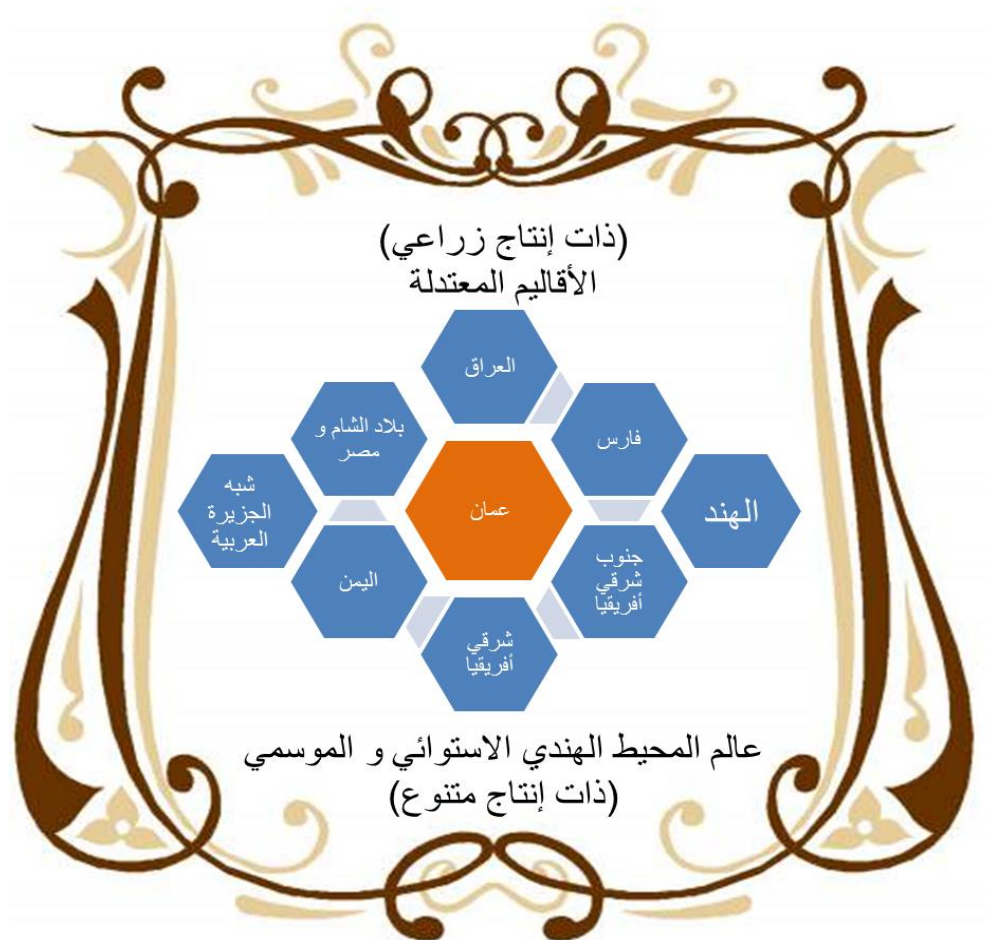 (ذات إنتاج زراعي)
الأقاليم المعتدلة
العراق
فارس
بلاد الشام و
مصر
الهند
عمان
شبه
الجزيرة
العربية
جنوب
شرقي
أفريقيا
اليمن
شرقي
أفريقيا
عالم المحيط الهندي الاستوائي و الموسمي
(ذات إنتاج متنوع)